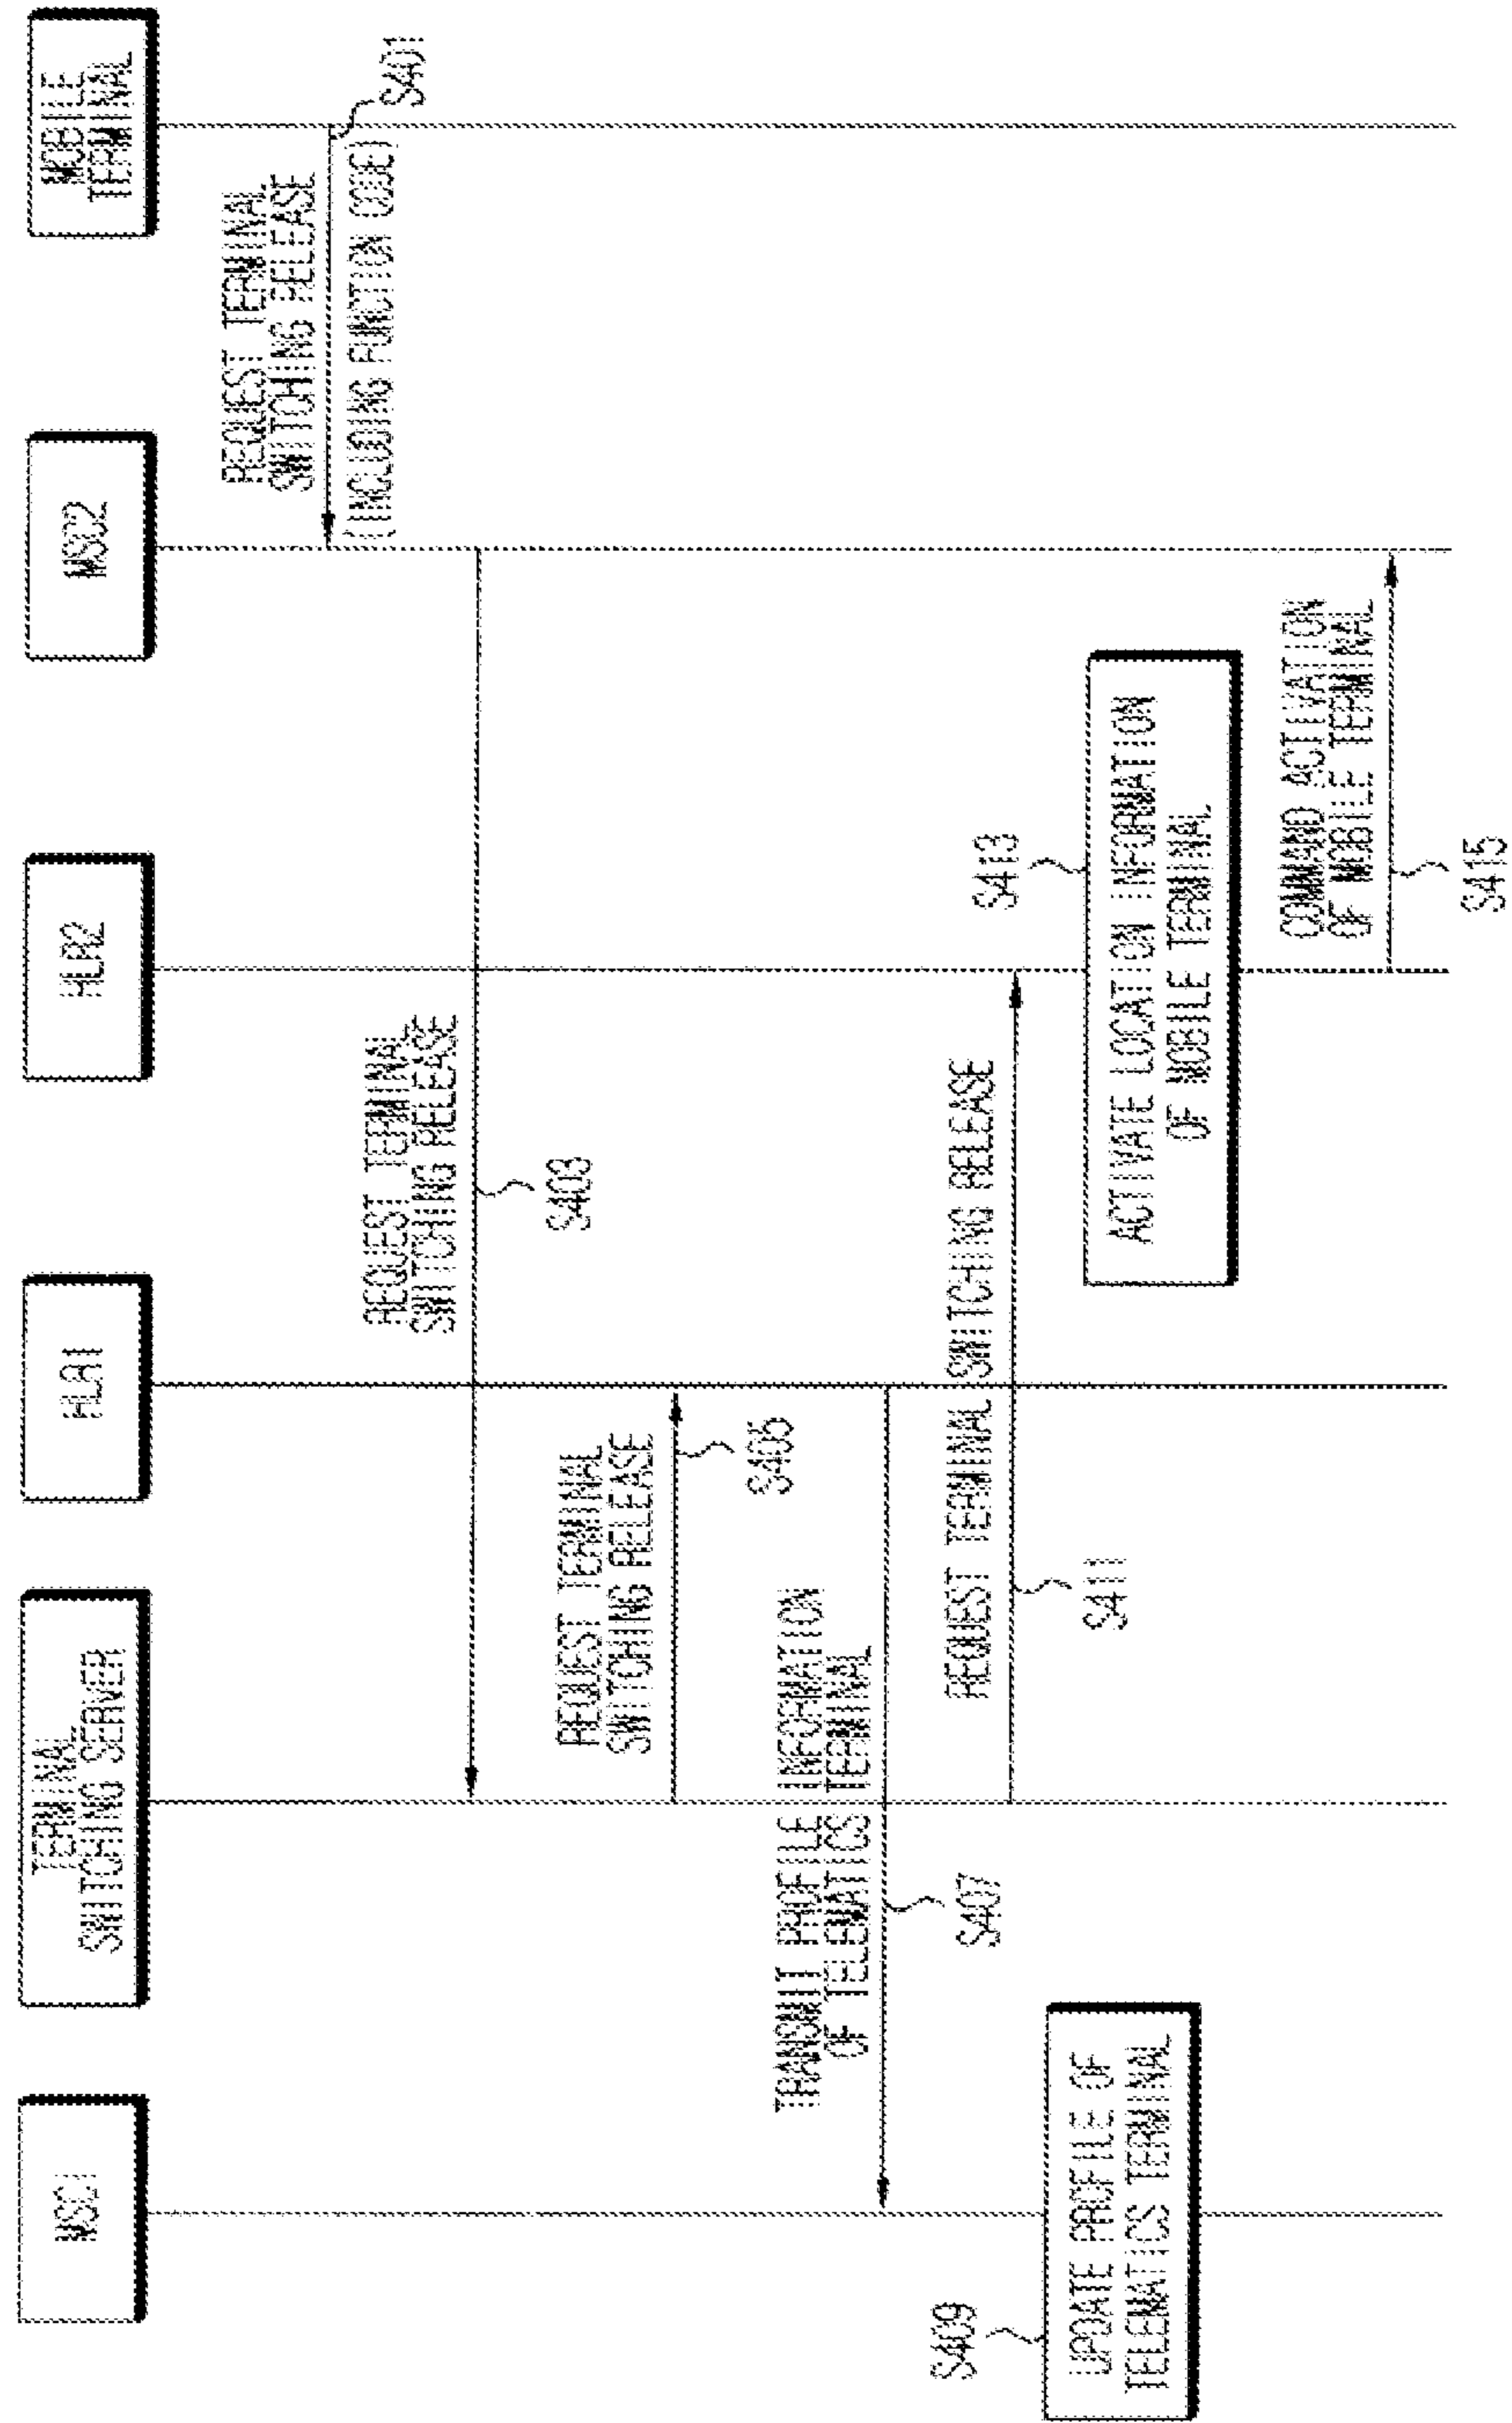 MSC1
TERMINAL
SWITCHING SERVER
HLR1
HLR2
MSC2
MOBILE
TERMINAL
REQUEST TERMINAL
SWITCHING RELEASE
(INCLUDING FUNCTION CODE)
S401
REQUEST TERMINAL
SWITCHING RELEASE
S403
REQUEST TERMINAL
SWITCHING RELEASE
S405
TRANSMIT PROFILE INFORMATION
OF TELEMATICS TERMINAL
S407
S409
UPDATE PROFILE OF
TELEMATICS TERMINAL
REQUEST TERMINAL SWITCHING RELEASE
S411
S413
ACTIVATE LOCATION INFORMATION
OF MOBILE TERMINAL
COMMAND ACTIVATION
OF MOBILE TERMINAL
S415